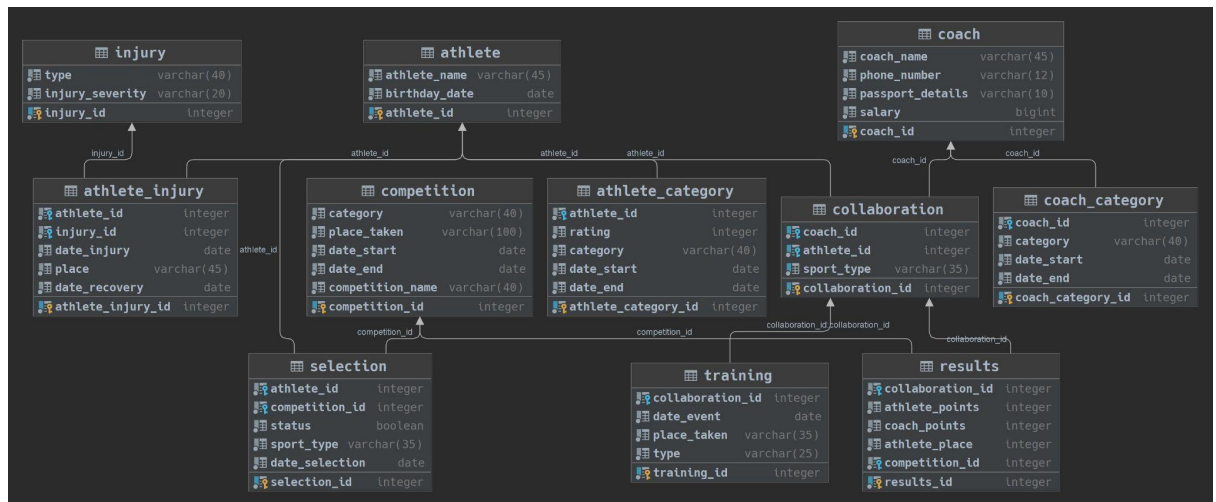 injury
type varchar(40)
injury_severity varchar(20)
injury_id integer
athlete
athlete_name varchar(45)
birthday_date date
athlete_id integer
coach
coach_name varchar(45)
phone_number varchar(12)
passport_details varchar(10)
salary bigint
coach_id integer
injury_id
athlete_id
athlete_id
athlete_id
coach_id
coach_id
athlete_injury
athlete_id integer
injury_id integer
date_injury date
place varchar(45)
date_recovery date
athlete_injury_id integer
athlete_id
competition
category varchar(40)
place_taken varchar(100)
date_start date
date_end date
competition_name varchar(40)
competition_id integer
athlete_category
athlete_id integer
rating integer
category varchar(40)
date_start date
date_end date
athlete_category_id integer
collaboration
coach_id integer
athlete_id integer
sport_type varchar(35)
collaboration_id integer
coach_category
coach_id integer
category varchar(40)
date_start date
date_end date
coach_category_id integer
competition_id
competition_id
collaboration_id:collaboration_id
collaboration_id
selection
athlete_id integer
competition_id integer
status boolean
sport_type varchar(35)
date_selection date
selection_id integer
training
collaboration_id integer
date_event date
place_taken varchar(35)
type varchar(25)
training_id integer
results
collaboration_id integer
athlete_points integer
coach_points integer
athlete_place integer
competition_id integer
results_id integer